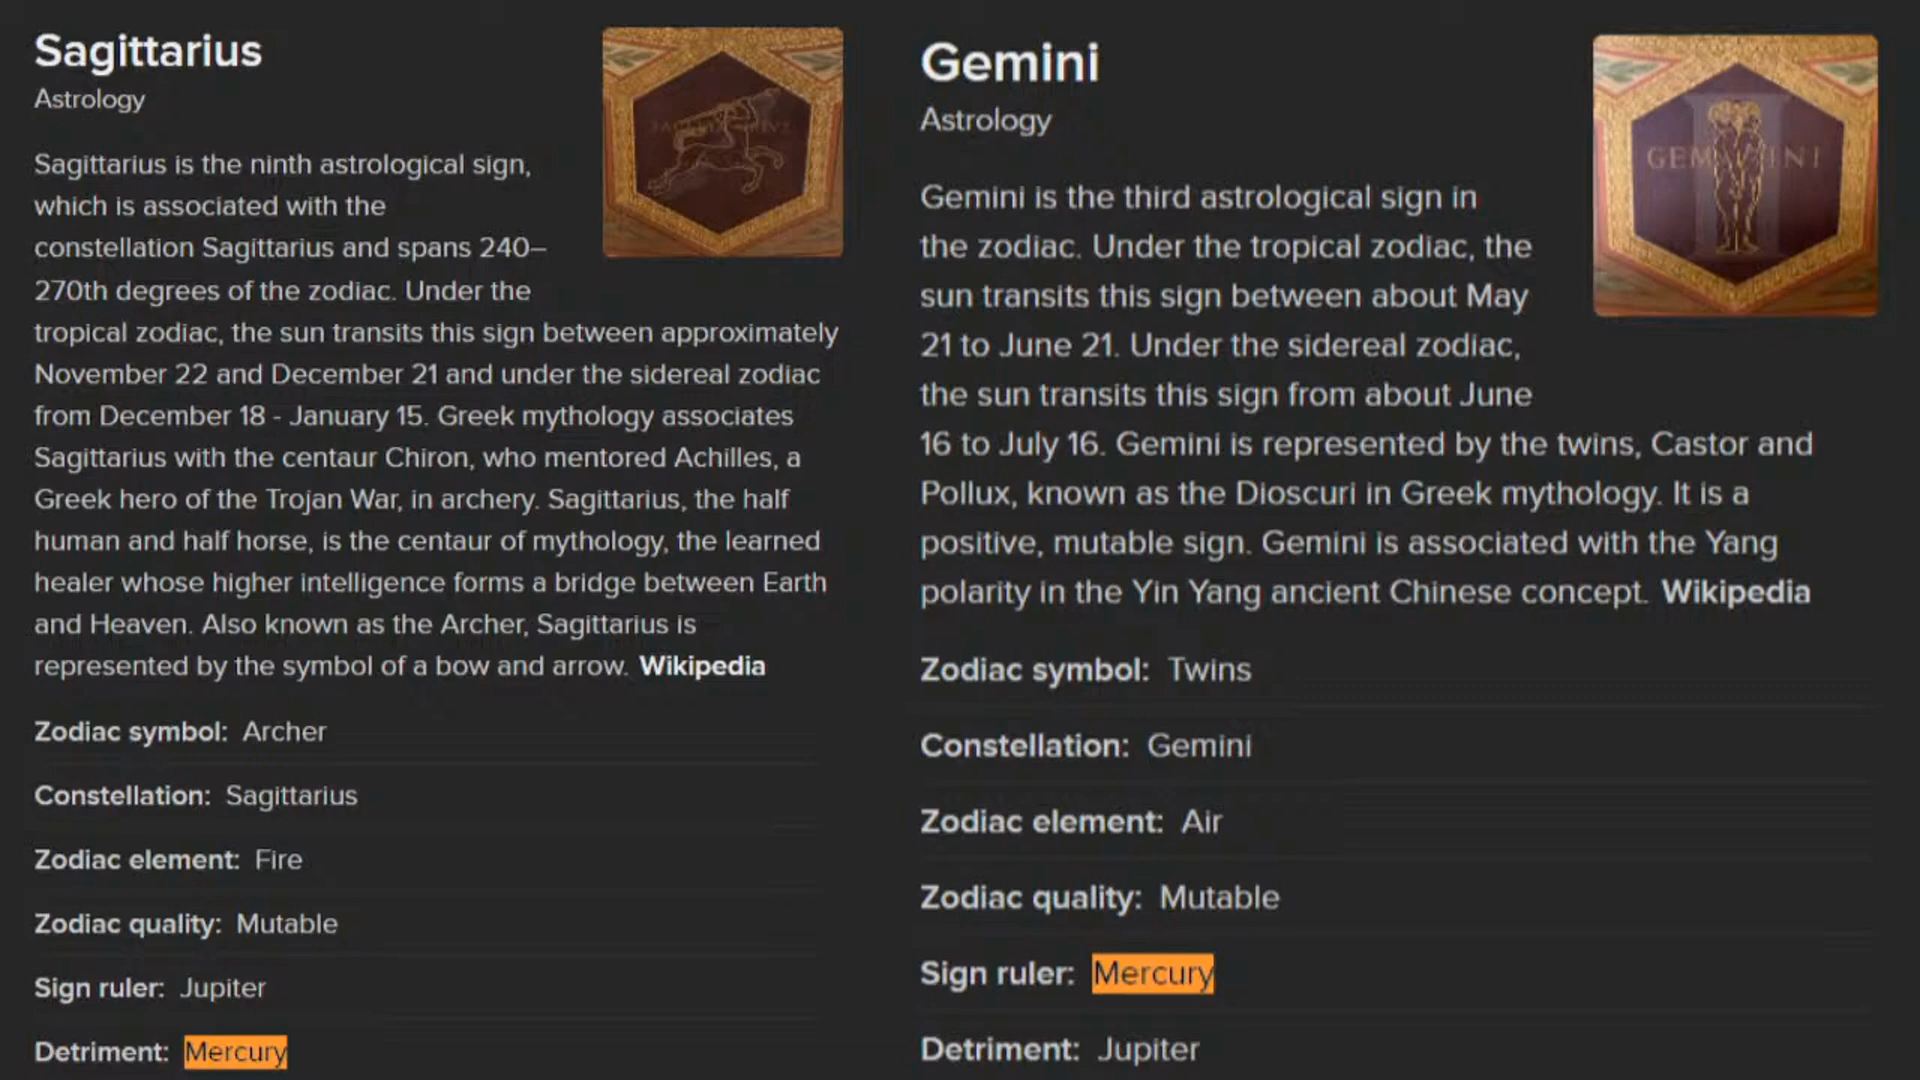 Sagittarius
Astrology
Sagittarius is the ninth astrological sign,
which is associated with the
constellation Sagittarius and spans 240–
270th degrees of the zodiac. Under the
tropical zodiac, the sun transits this sign between approximately
November 22 and December 21 and under the sidereal zodiac
from December 18 - January 15. Greek mythology associates
Sagittarius with the centaur Chiron, who mentored Achilles, a
Greek hero of the Trojan War, in archery. Sagittarius, the half
human and half horse, is the centaur of mythology, the learned
healer whose higher intelligence forms a bridge between Earth
and Heaven. Also known as the Archer, Sagittarius is
represented by the symbol of a bow and arrow. Wikipedia
Zodiac symbol: Archer
Constellation: Sagittarius
Zodiac element: Fire
Zodiac quality: Mutable
Sign ruler: Jupiter
Detriment: Mercury
Gemini
Astrology
GEMINI
Gemini is the third astrological sign in
the zodiac. Under the tropical zodiac, the
sun transits this sign between about May
21 to June 21. Under the sidereal zodiac,
the sun transits this sign from about June
16 to July 16. Gemini is represented by the twins, Castor and
Pollux, known as the Dioscuri in Greek mythology. It is a
positive, mutable sign. Gemini is associated with the Yang
polarity in the Yin Yang ancient Chinese concept. Wikipedia
Zodiac symbol: Twins
Constellation: Gemini
Zodiac element: Air
Zodiac quality: Mutable
Sign ruler: Mercury
Detriment: Jupiter